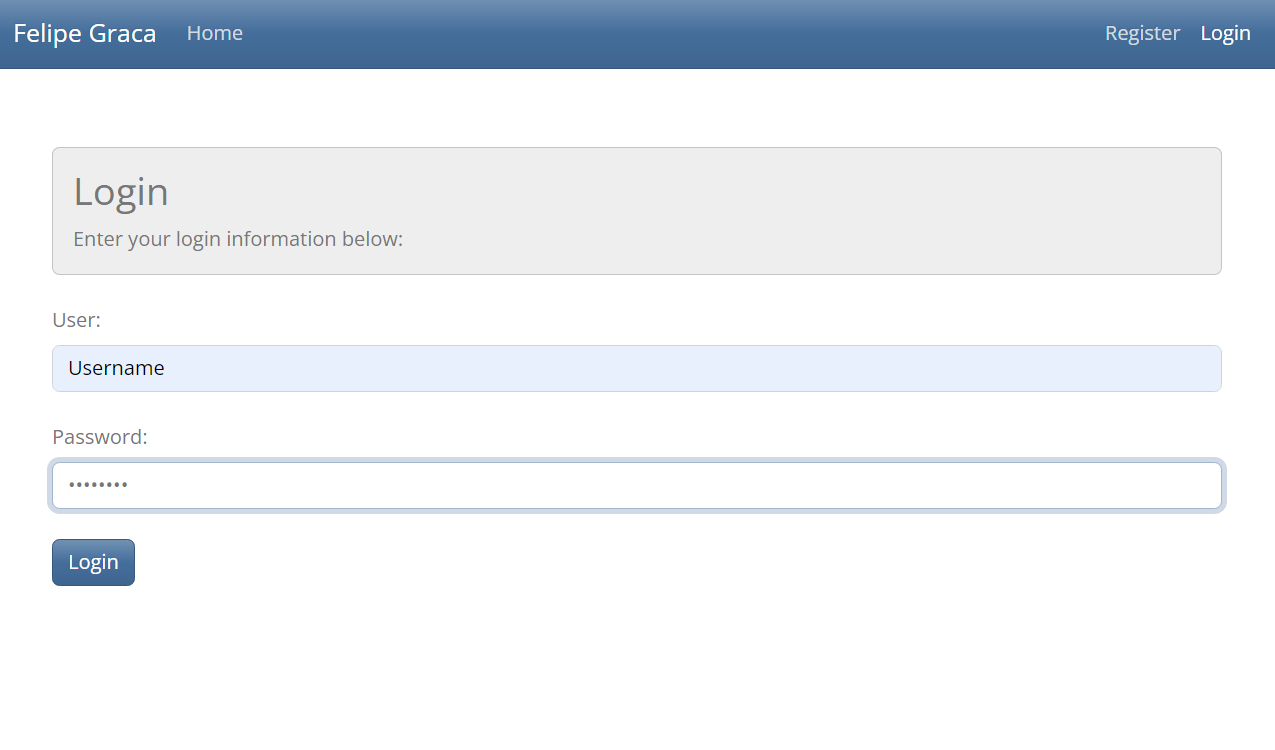 Felipe Graca Home Register Login
Login
Enter your login information below:
User:
Username
Password:
••••••••
Login